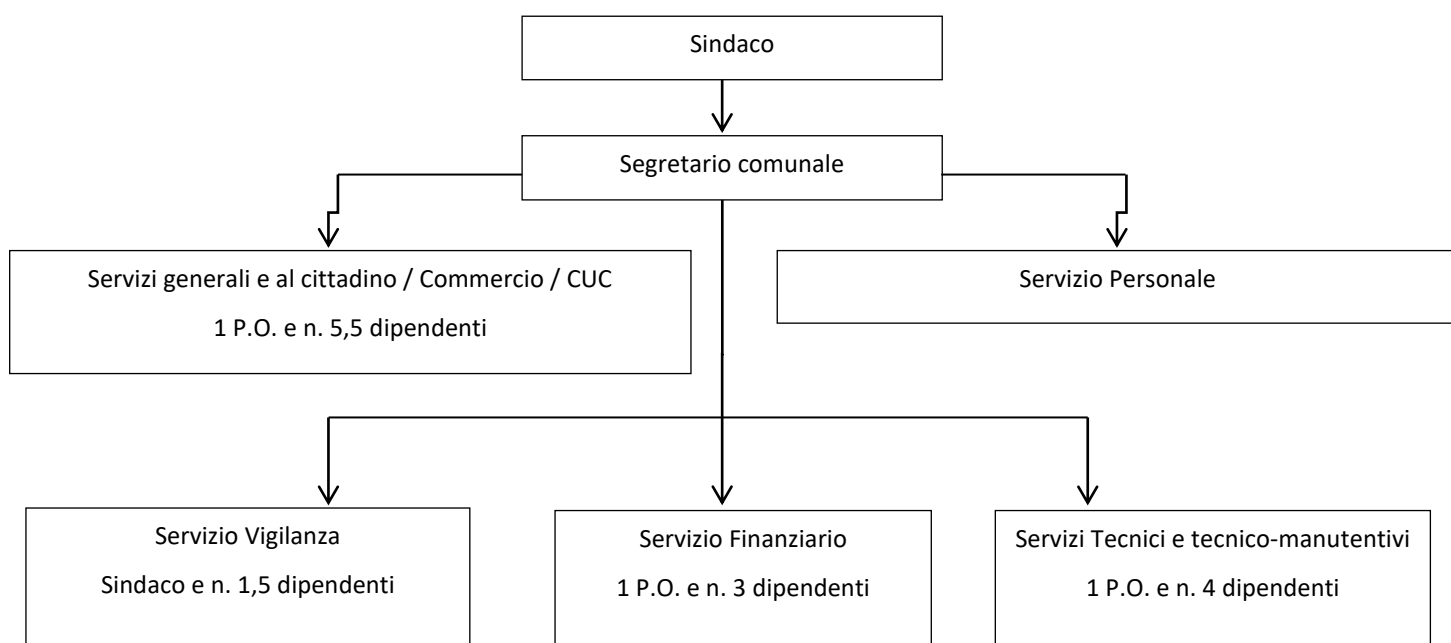 Sindaco
Segretario comunale
Servizi generali e al cittadino / Commercio / CUC
1 P.O. e n. 5,5 dipendenti
Servizio Personale
Servizio Vigilanza
Sindaco e n. 1,5 dipendenti
Servizio Finanziario
1 P.O. e n. 3 dipendenti
Servizi Tecnici e tecnico-manutentivi
1 P.O. e n. 4 dipendenti